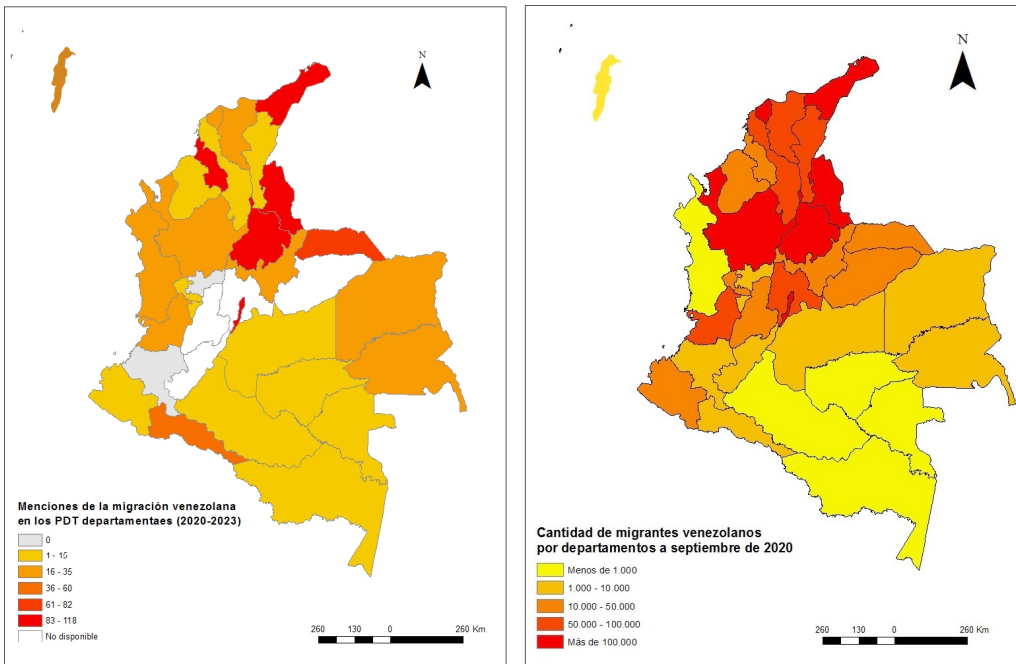 N
Menciones de la migración venezolana
en los PDT departamentaes (2020-2023)
0
1 - 15
16 - 35
36 - 60
61 - 82
83 - 118
No disponible
260 130 0 260 Km
N
Cantidad de migrantes venezolanos
por departamentos a septiembre de 2020
Menos de 1.000
1.000 - 10.000
10.000 - 50.000
50.000 - 100.000
Más de 100.000
260 130 0 260 Km